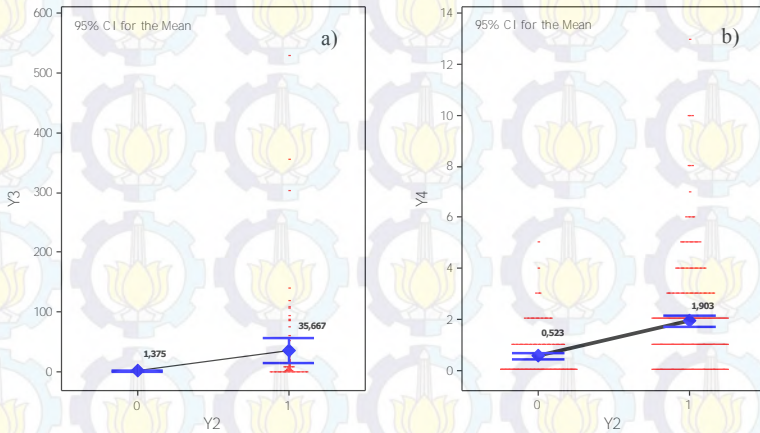 95% CI for the Mean
a)
600
500
400
300
200
100
0
Y3
35,667
1,375
0
1
Y2
95% CI for the Mean
b)
14
12
10
8
6
4
2
0
Y4
1,903
0,523
0
1
Y2